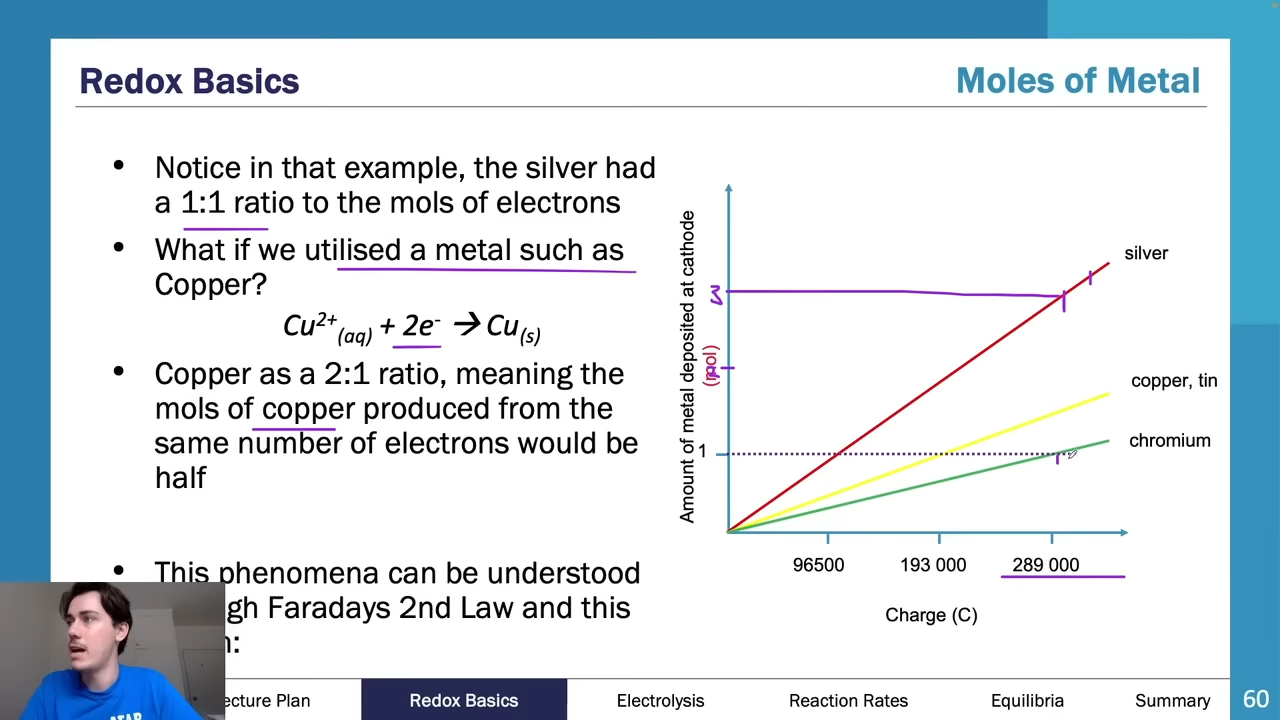 Redox Basics
Moles of Metal
• Notice in that example, the silver had
a 1:1 ratio to the mols of electrons
• What if we utilised a metal such as
Copper?
Cu²⁺(aq) + 2e⁻ → Cu(s)
• Copper as a 2:1 ratio, meaning the
mols of copper produced from the
same number of electrons would be
half
• This phenomena can be understood
gh Faradays 2nd Law and this
Amount of metal deposited at cathode
(mol)
3
1
silver
copper, tin
chromium
96500
193 000
289 000
Charge (C)
ecture Plan
Redox Basics
Electrolysis
Reaction Rates
Equilibria
Summary
60